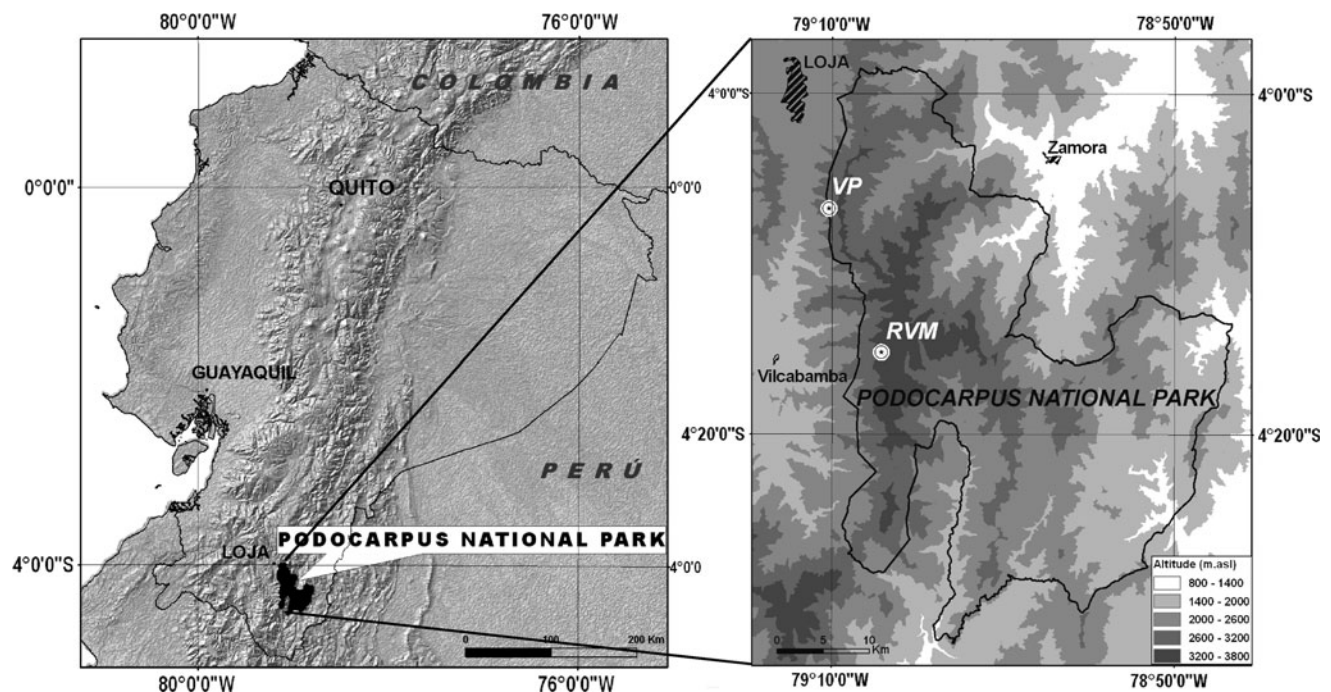 80°0'0"W
76°0'0"W
COLOMBIA
QUITO
0°0'0"
0°0'0
GUAYAQUIL
PERÚ
PODOCARPUS NATIONAL PARK
LOJA
4°0'0"S
4°0'0
0 100 200 Km
80°0'0"W
76°0'0"W
79°10'0"W
78°50'0"W
LOJA
4°0'0"S
4°0'0"S
Zamora
VP
RVM
Vilcabamba
PODOCARPUS NATIONAL PARK
4°20'0"S
4°20'0"S
Altitude (m.asl)
800 - 1400
1400 - 2000
2000 - 2600
2600 - 3200
3200 - 3800
0 5 10
Km
79°10'0"W
78°50'0"W